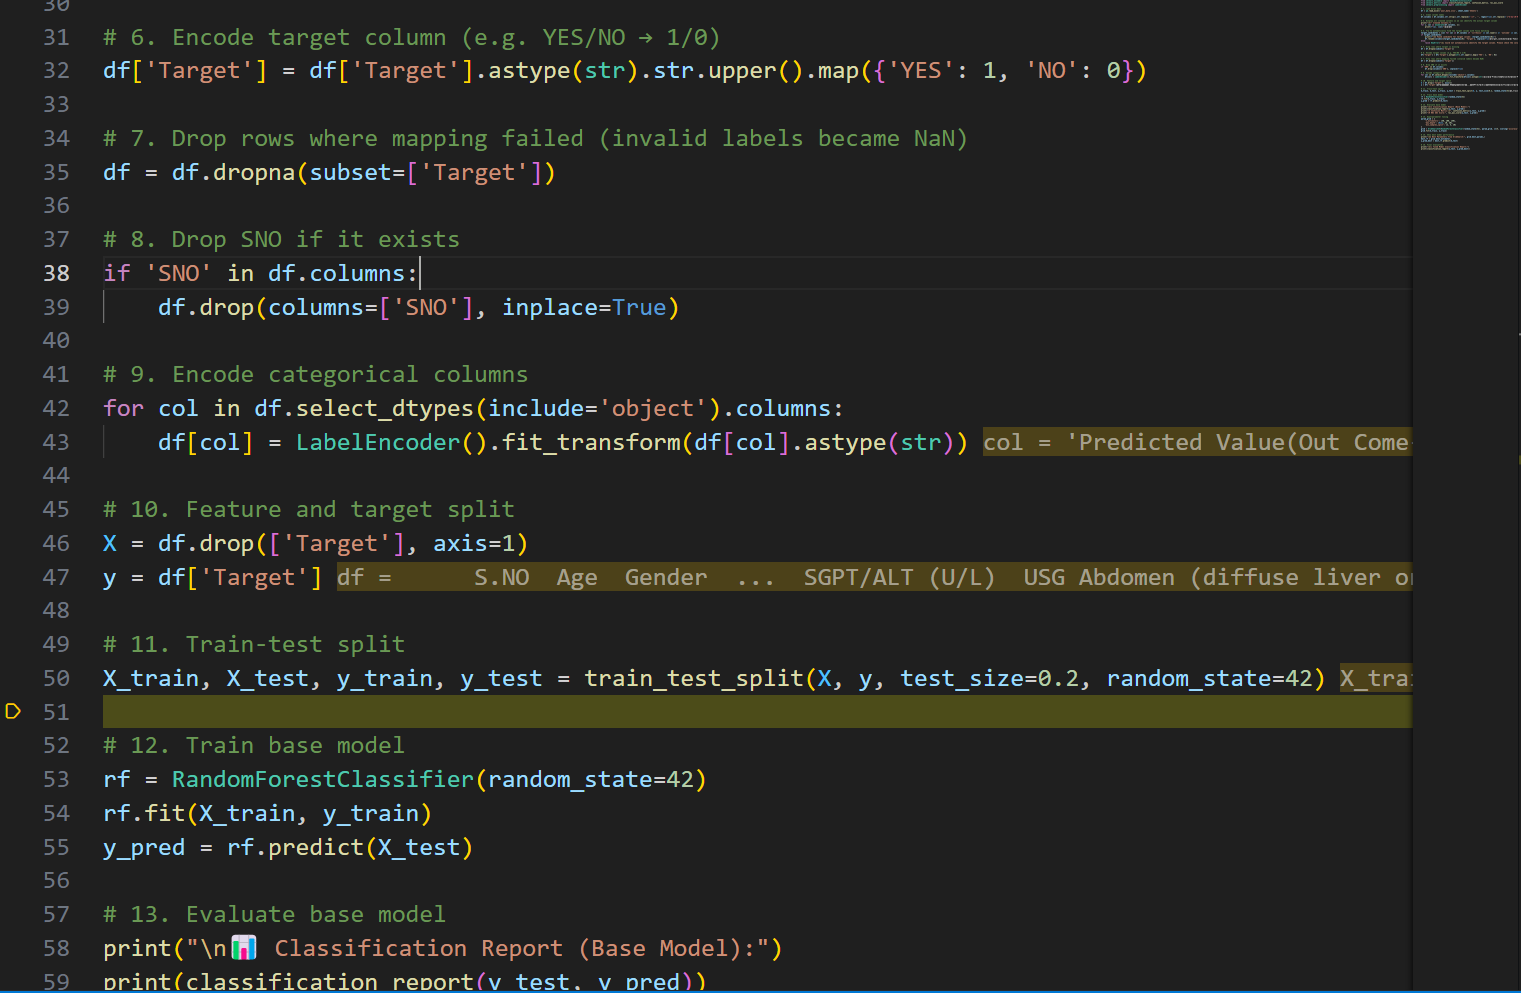 30
31 # 6. Encode target column (e.g. YES/NO → 1/0)
32 df['Target'] = df['Target'].astype(str).str.upper().map({'YES': 1, 'NO': 0})
33
34 # 7. Drop rows where mapping failed (invalid labels became NaN)
35 df = df.dropna(subset=['Target'])
36
37 # 8. Drop SNO if it exists
38 if 'SNO' in df.columns:
39     df.drop(columns=['SNO'], inplace=True)
40
41 # 9. Encode categorical columns
42 for col in df.select_dtypes(include='object').columns:
43     df[col] = LabelEncoder().fit_transform(df[col].astype(str)) col = 'Predicted Value(Out Come
44
45 # 10. Feature and target split
46 X = df.drop(['Target'], axis=1)
47 y = df['Target'] df =      S.NO  Age  Gender  ...  SGPT/ALT (U/L)  USG Abdomen (diffuse liver or
48
49 # 11. Train-test split
50 X_train, X_test, y_train, y_test = train_test_split(X, y, test_size=0.2, random_state=42) X_trai
51
52 # 12. Train base model
53 rf = RandomForestClassifier(random_state=42)
54 rf.fit(X_train, y_train)
55 y_pred = rf.predict(X_test)
56
57 # 13. Evaluate base model
58 print("\n📊 Classification Report (Base Model):")
59 print(classification_report(y_test, y_pred))